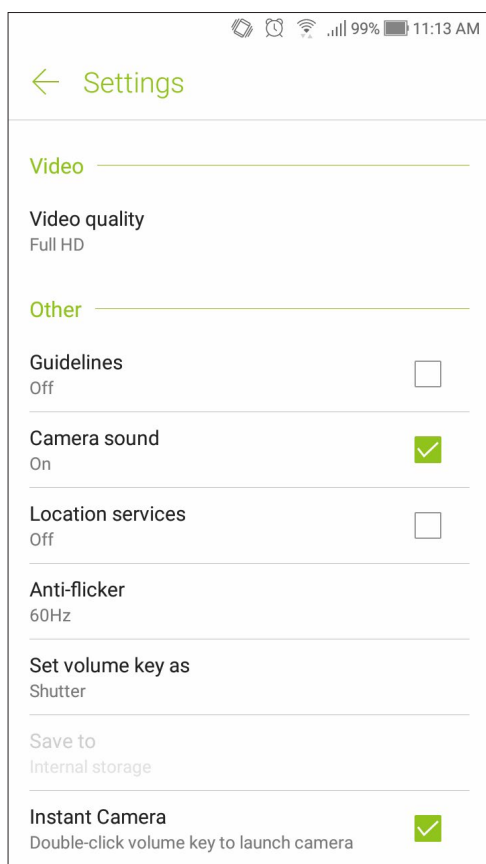 99% 11:13 AM
Settings
Video
Video quality
Full HD
Other
Guidelines
Off
Camera sound
On
Location services
Off
Anti-flicker
60Hz
Set volume key as
Shutter
Save to
Internal storage
Instant Camera
Double-click volume key to launch camera